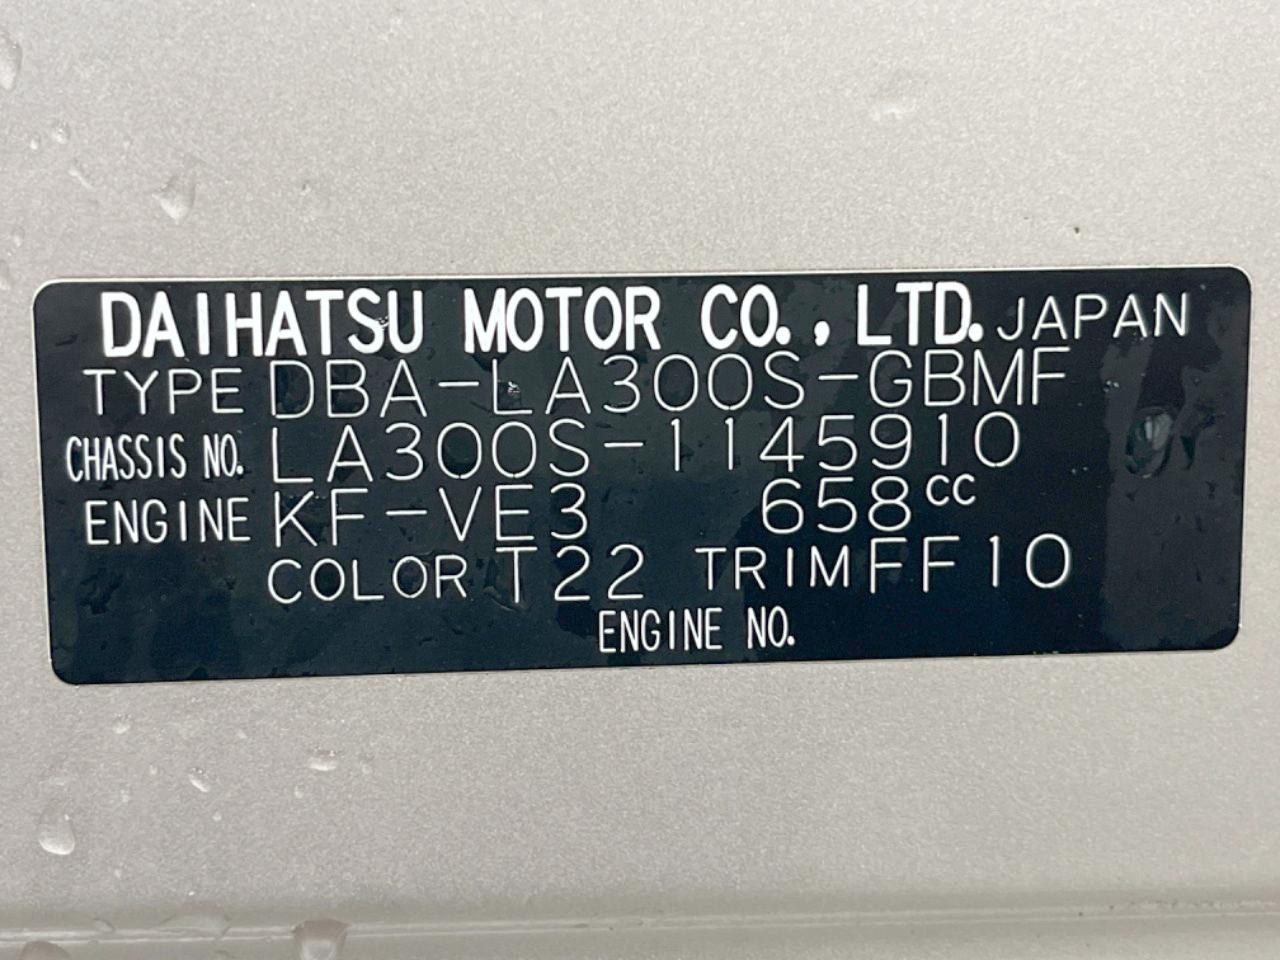 DAIHATSU MOTOR CO., LTD. JAPAN
TYPE DBA-LA300S-GBMF
CHASSIS NO. LA300S-1145910
ENGINE KF-VE3 658cc
COLOR T22 TRIM FF10
ENGINE NO.